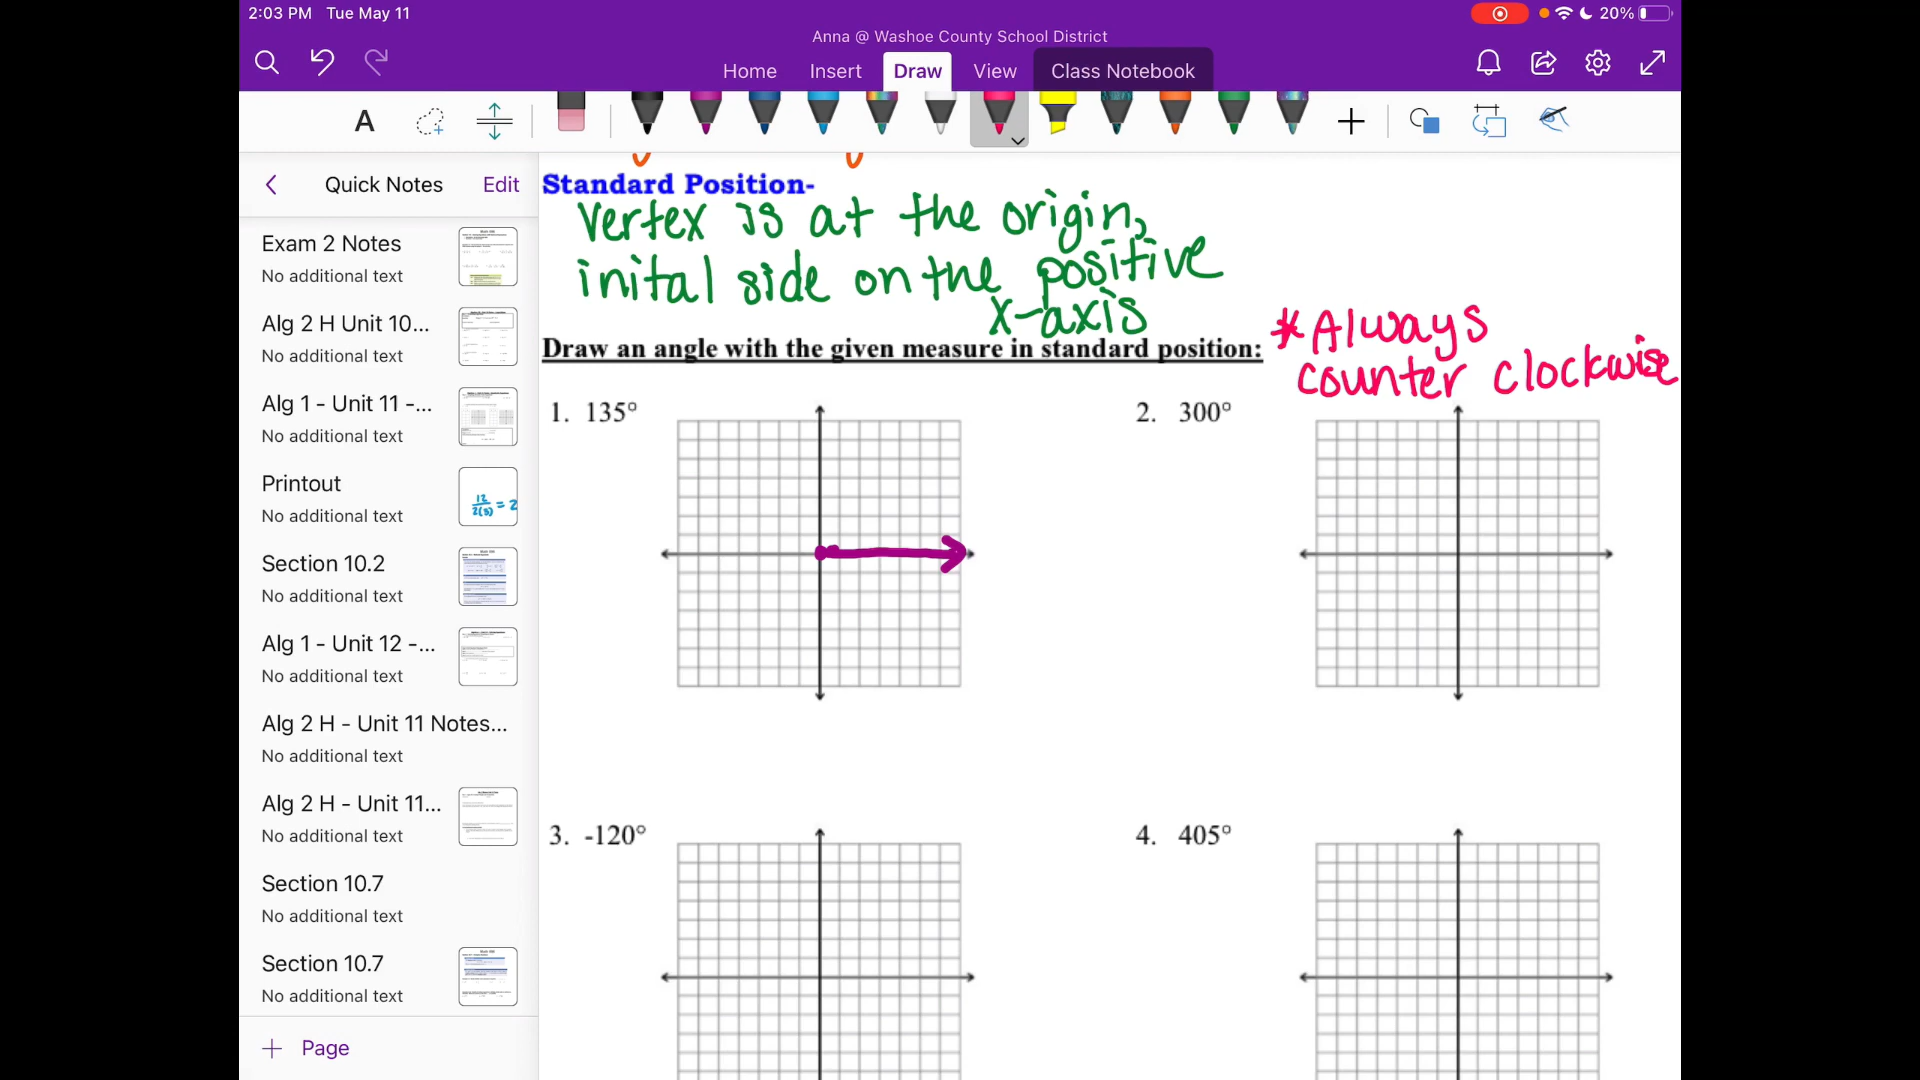 2:03 PM Tue May 11
20%
Anna @ Washoe County School District
Home Insert Draw View Class Notebook
A
Quick Notes Edit
Exam 2 Notes
No additional text
Alg 2 H Unit 10...
No additional text
Alg 1 - Unit 11 -...
No additional text
Printout
No additional text
12
2(3) = 2
Section 10.2
No additional text
Alg 1 - Unit 12 -...
No additional text
Alg 2 H - Unit 11 Notes...
No additional text
Alg 2 H - Unit 11...
No additional text
Section 10.7
No additional text
Section 10.7
No additional text
+ Page
Standard Position-
Vertex is at the origin,
inital side on the positive
x-axis
Draw an angle with the given measure in standard position:
*Always
counter clockwise
1. 135°
2. 300°
3. -120°
4. 405°